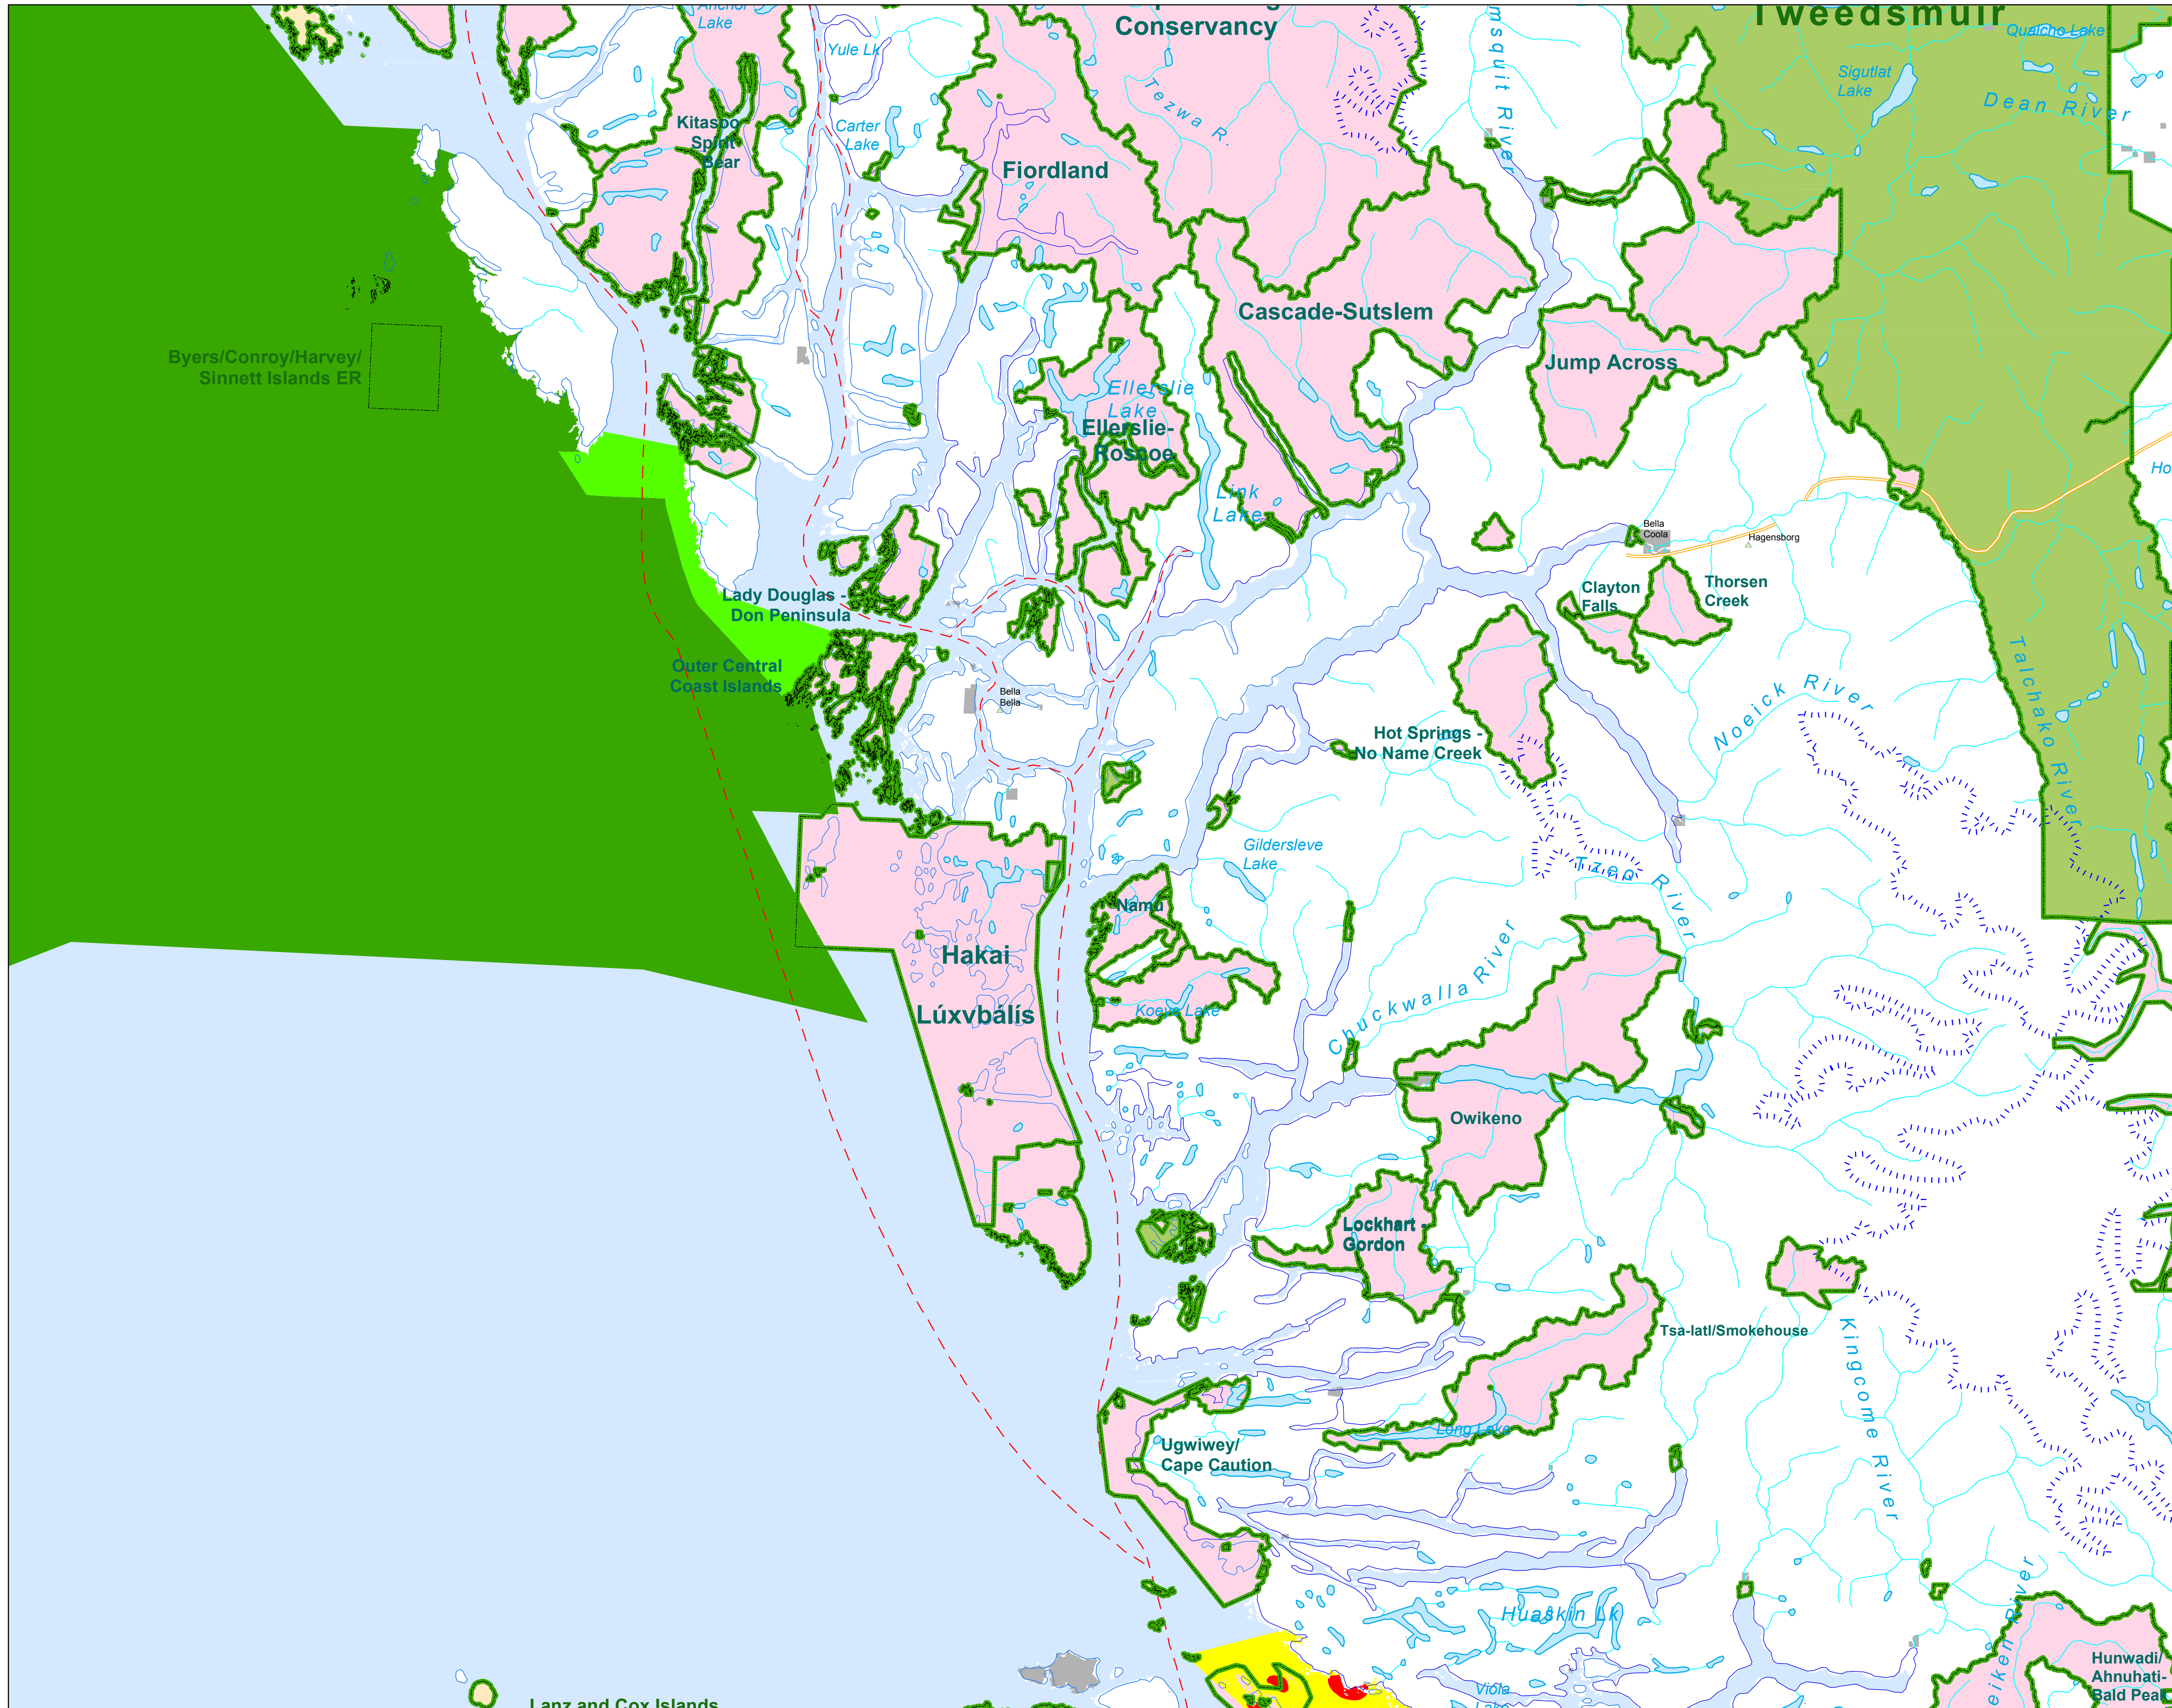 Conservancy
Tweedsmuir
Anchor
Lake
Yule Lk
Qualcho Lake
Sigutlat
Lake
Dean River
Tezwa R.
Carter
Lake
Kitasoo
Spirit
Bear
Fiordland
Cascade-Sutslem
Byers/Conroy/Harvey/
Sinnett Islands ER
Jump Across
Ellerslie
Lake
Ellerslie-
Roscoe
Link
Lake
Bella
Coola
Hagensborg
Clayton
Falls
Thorsen
Creek
Lady Douglas -
Don Peninsula
Outer Central
Coast Islands
Bella
Bella
Talchako River
Noeick River
Hot Springs -
No Name Creek
Gildersleve
Lake
Tzeo River
Namu
Hakai
Lúxvbálís
Koeye Lake
Chuckwalla River
Owikeno
Lockhart -
Gordon
Tsa-latl/Smokehouse
Kingcome River
Long Lake
Ugwiwey/
Cape Caution
Huaskin Lk
River
Hunwadi/
Ahnuhati-
Bald Peak
Viola
Lanz and Cox Islands